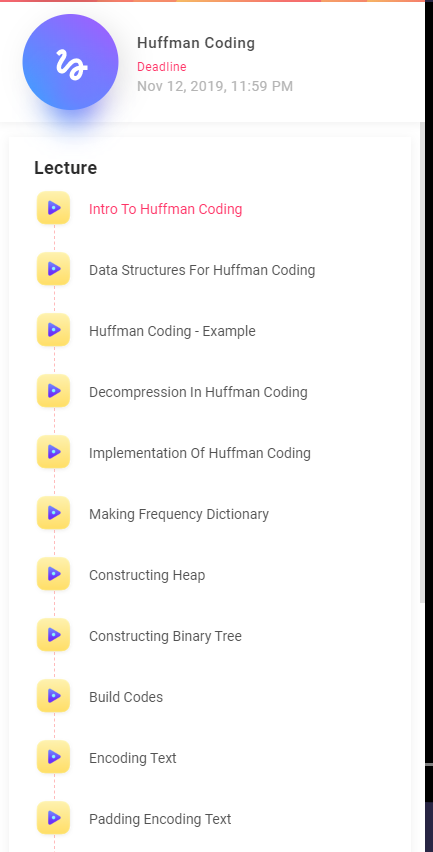 Huffman Coding
Deadline
Nov 12, 2019, 11:59 PM
Lecture
Intro To Huffman Coding
Data Structures For Huffman Coding
Huffman Coding - Example
Decompression In Huffman Coding
Implementation Of Huffman Coding
Making Frequency Dictionary
Constructing Heap
Constructing Binary Tree
Build Codes
Encoding Text
Padding Encoding Text